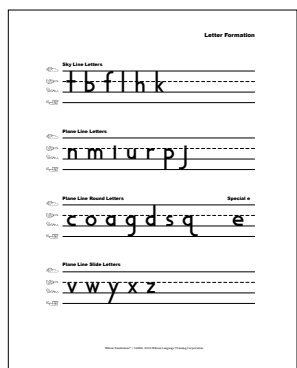 Letter Formation
Sky Line Letters
t b f l h k
Plane Line Letters
n m i u r p j
Plane Line Round Letters Special e
c o a g d s q e
Plane Line Slide Letters
v w y x z